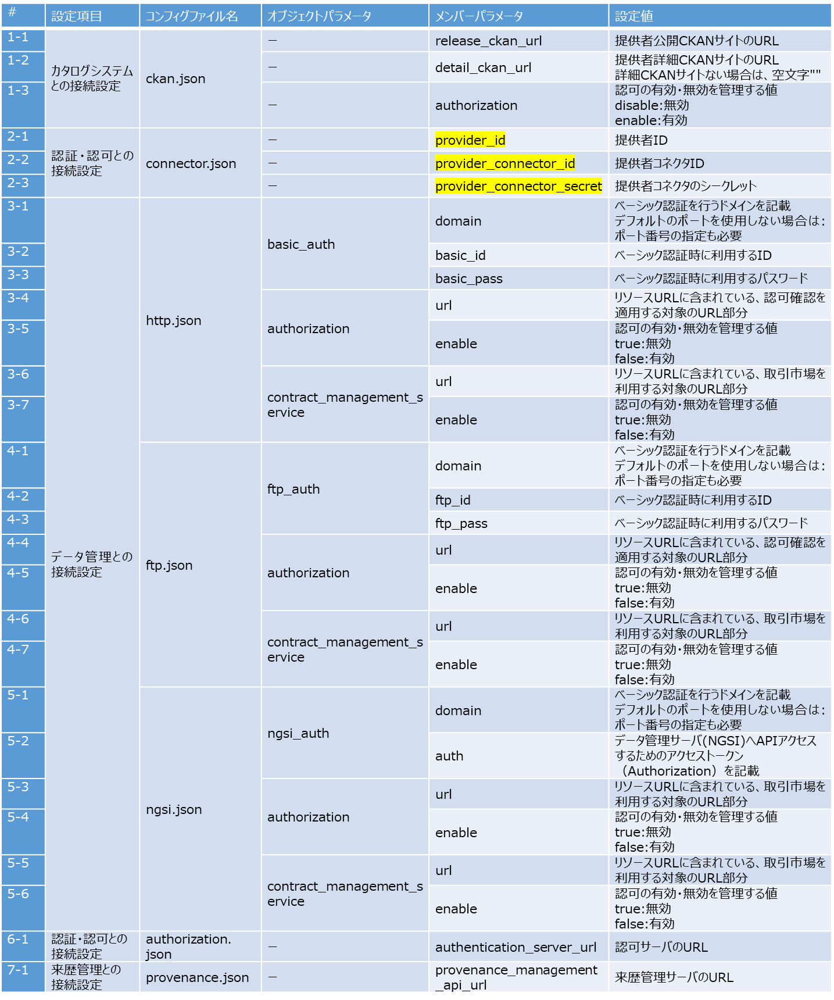 #
設定項目
コンフィグファイル名
オブジェクトパラメータ
メンバーパラメータ
設定値
1-1
カタログシステム
との接続設定
ckan.json
－
release_ckan_url
提供者公開CKANサイトのURL
1-2
－
detail_ckan_url
提供者詳細CKANサイトのURL
詳細CKANサイトない場合は、空文字""
1-3
－
authorization
認可の有効・無効を管理する値
disable:無効
enable:有効
2-1
認証・認可との
接続設定
connector.json
－
provider_id
提供者ID
2-2
－
provider_connector_id
提供者コネクタID
2-3
－
provider_connector_secret
提供者コネクタのシークレット
3-1
データ管理との
接続設定
http.json
basic_auth
domain
ベーシック認証を行うドメインを記載
デフォルトのポートを使用しない場合は:
ポート番号の指定も必要
3-2
basic_id
ベーシック認証時に利用するID
3-3
basic_pass
ベーシック認証時に利用するパスワード
3-4
authorization
url
リソースURLに含まれている、認可確認を
適用する対象のURL部分
3-5
enable
認可の有効・無効を管理する値
true:無効
false:有効
3-6
contract_management_s
ervice
url
リソースURLに含まれている、取引市場を
利用する対象のURL部分
3-7
enable
認可の有効・無効を管理する値
true:無効
false:有効
4-1
ftp.json
ftp_auth
domain
ベーシック認証を行うドメインを記載
デフォルトのポートを使用しない場合は:
ポート番号の指定も必要
4-2
ftp_id
ベーシック認証時に利用するID
4-3
ftp_pass
ベーシック認証時に利用するパスワード
4-4
authorization
url
リソースURLに含まれている、認可確認を
適用する対象のURL部分
4-5
enable
認可の有効・無効を管理する値
true:無効
false:有効
4-6
contract_management_s
ervice
url
リソースURLに含まれている、取引市場を
利用する対象のURL部分
4-7
enable
認可の有効・無効を管理する値
true:無効
false:有効
5-1
ngsi.json
ngsi_auth
domain
ベーシック認証を行うドメインを記載
デフォルトのポートを使用しない場合は:
ポート番号の指定も必要
5-2
auth
データ管理サーバ(NGSI)へAPIアクセス
するためのアクセストークン
（Authorization）を記載
5-3
authorization
url
リソースURLに含まれている、取引市場を
利用する対象のURL部分
5-4
enable
認可の有効・無効を管理する値
true:無効
false:有効
5-5
contract_management_s
ervice
url
リソースURLに含まれている、取引市場を
利用する対象のURL部分
5-6
enable
認可の有効・無効を管理する値
true:無効
false:有効
6-1
認証・認可との
接続設定
authorization.
json
－
authentication_server_url
認可サーバのURL
7-1
来歴管理との
接続設定
provenance.json
－
provenance_management
_api_url
来歴管理サーバのURL